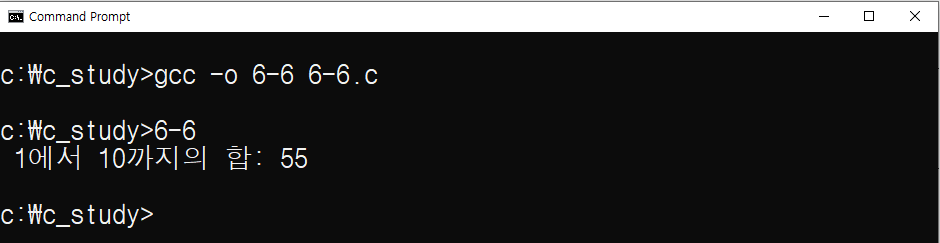 Command Prompt
c:₩c_study>gcc -o 6-6 6-6.c
c:₩c_study>6-6
1에서 10까지의 합: 55
c:₩c_study>